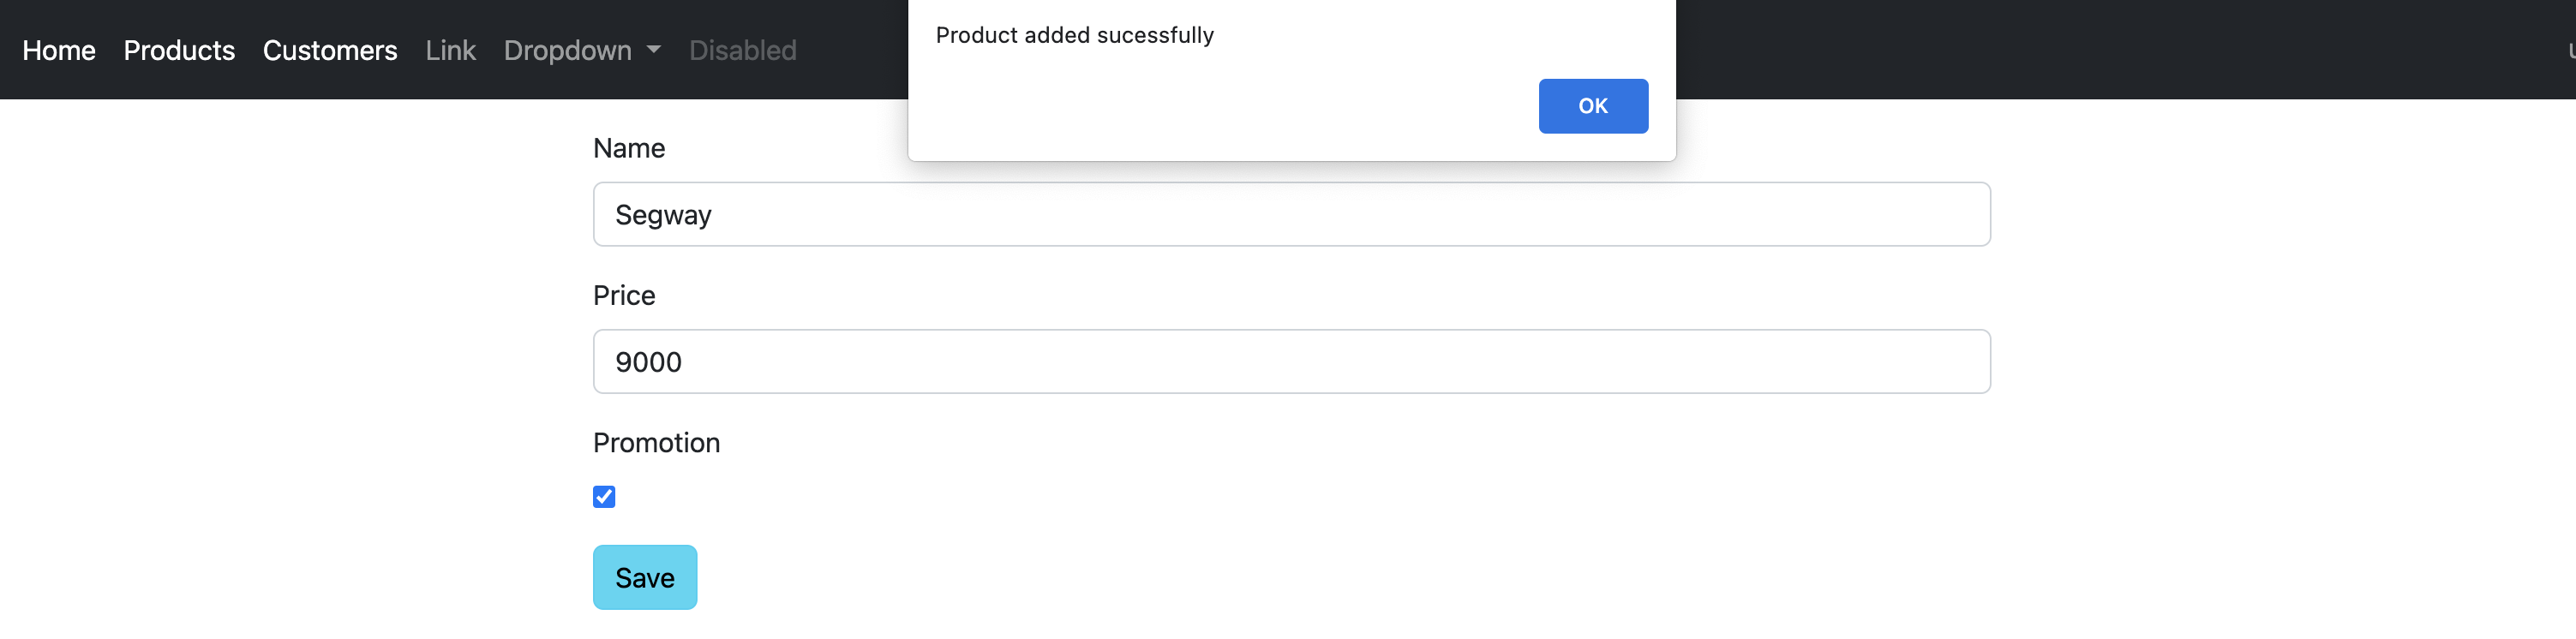 Home Products Customers Link Dropdown Disabled
Product added sucessfully
OK
Name
Segway
Price
9000
Promotion
Save